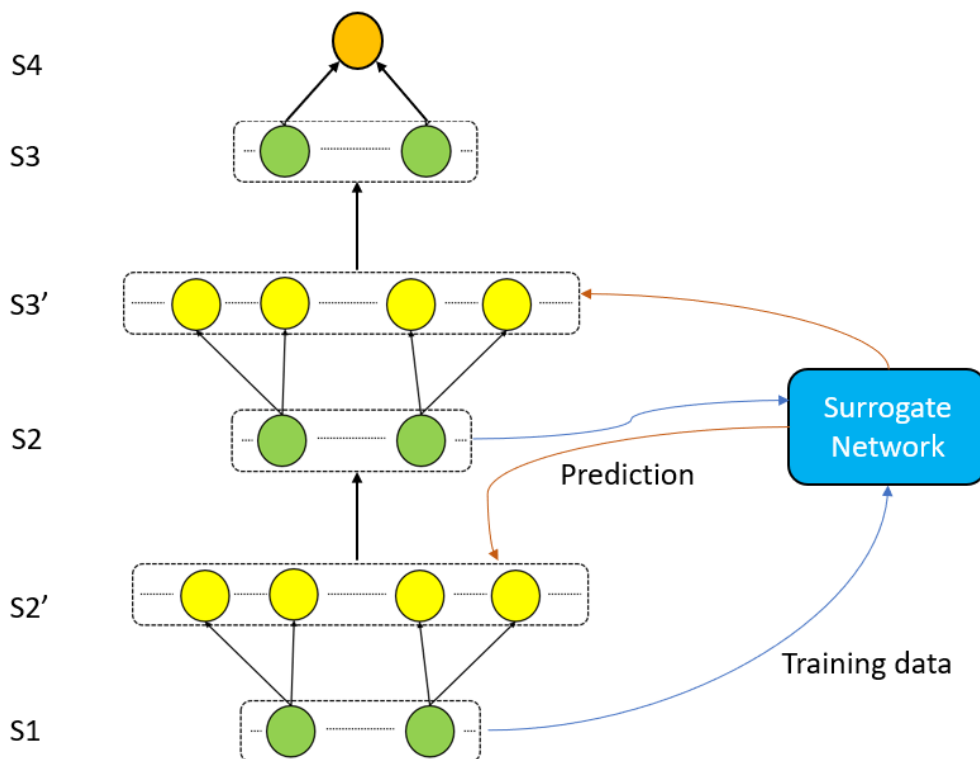 S4
S3
S3’
Surrogate
Network
S2
Prediction
S2’
Training data
S1